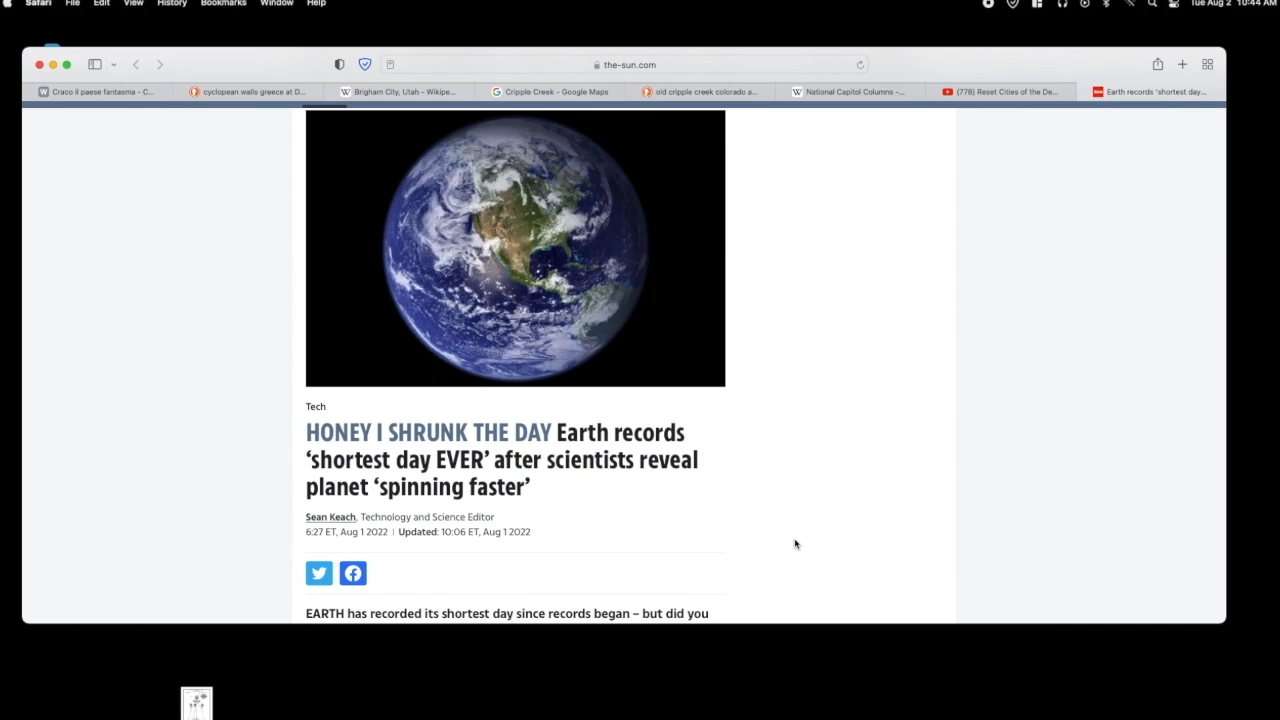 Safari File Edit View History Bookmarks Window Help
Tue Aug 2 10:44 AM
the-sun.com
Craco il paese fantasma - C...
cyclopean walls greece at D...
Brigham City, Utah - Wikipe...
Cripple Creek - Google Maps
old cripple creek colorado a...
National Capitol Columns -...
(778) Reset Cities of the De...
Earth records 'shortest day...
Tech
HONEY I SHRUNK THE DAY Earth records
‘shortest day EVER’ after scientists reveal
planet ‘spinning faster’
Sean Keach, Technology and Science Editor
6:27 ET, Aug 1 2022 | Updated: 10:06 ET, Aug 1 2022
EARTH has recorded its shortest day since records began – but did you